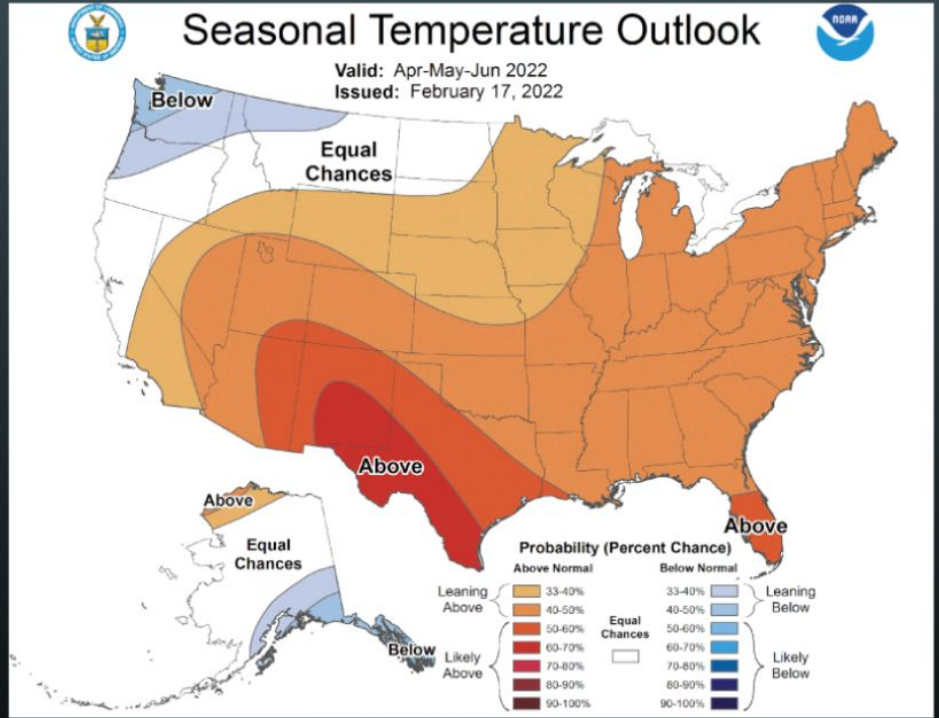 Seasonal Temperature Outlook
NOAA
Valid: Apr-May-Jun 2022
Issued: February 17, 2022
Below
Equal
Chances
Above
Above
Above
Equal
Chances
Below
Probability (Percent Chance)
Above Normal
Below Normal
Leaning
Above
33-40%
40-50%
50-60%
60-70%
70-80%
80-90%
90-100%
Likely
Above
Equal
Chances
33-40%
40-50%
50-60%
60-70%
70-80%
80-90%
90-100%
Leaning
Below
Likely
Below